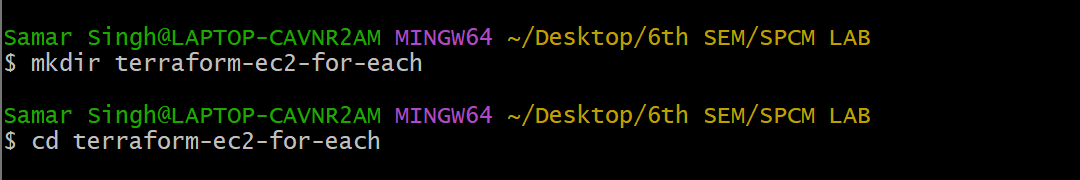 Samar Singh@LAPTOP-CAVNR2AM MINGW64 ~/Desktop/6th SEM/SPCM LAB
$ mkdir terraform-ec2-for-each
Samar Singh@LAPTOP-CAVNR2AM MINGW64 ~/Desktop/6th SEM/SPCM LAB
$ cd terraform-ec2-for-each